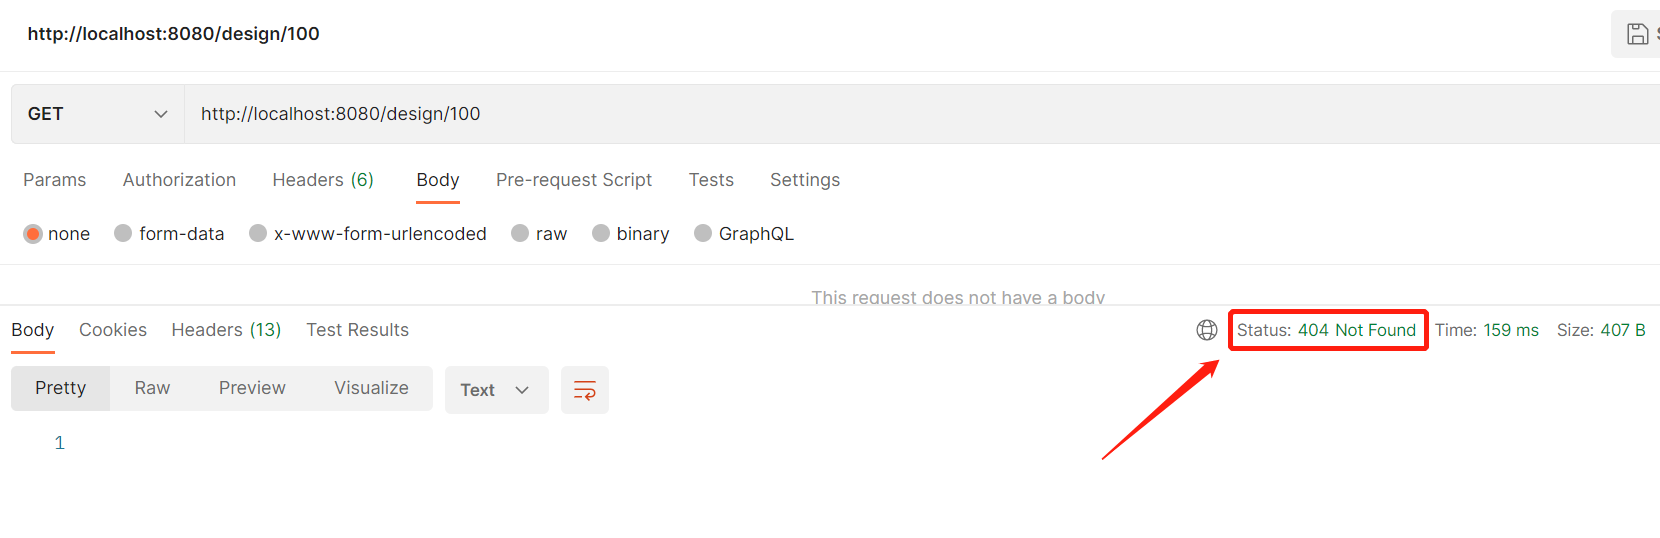 http://localhost:8080/design/100
GET http://localhost:8080/design/100
Params Authorization Headers (6) Body Pre-request Script Tests Settings
none form-data x-www-form-urlencoded raw binary GraphQL
This request does not have a body
Body Cookies Headers (13) Test Results Status: 404 Not Found Time: 159 ms Size: 407 B
Pretty Raw Preview Visualize Text
1